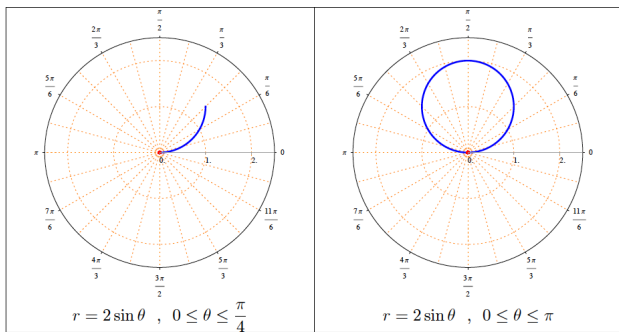 π/2
2π/3
π/3
5π/6
π/6
π
0
0.
1.
2.
7π/6
11π/6
4π/3
5π/3
3π/2
r = 2 sin θ , 0 ≤ θ ≤ π/4
π/2
2π/3
π/3
5π/6
π/6
π
0
0.
1.
2.
7π/6
11π/6
4π/3
5π/3
3π/2
r = 2 sin θ , 0 ≤ θ ≤ π